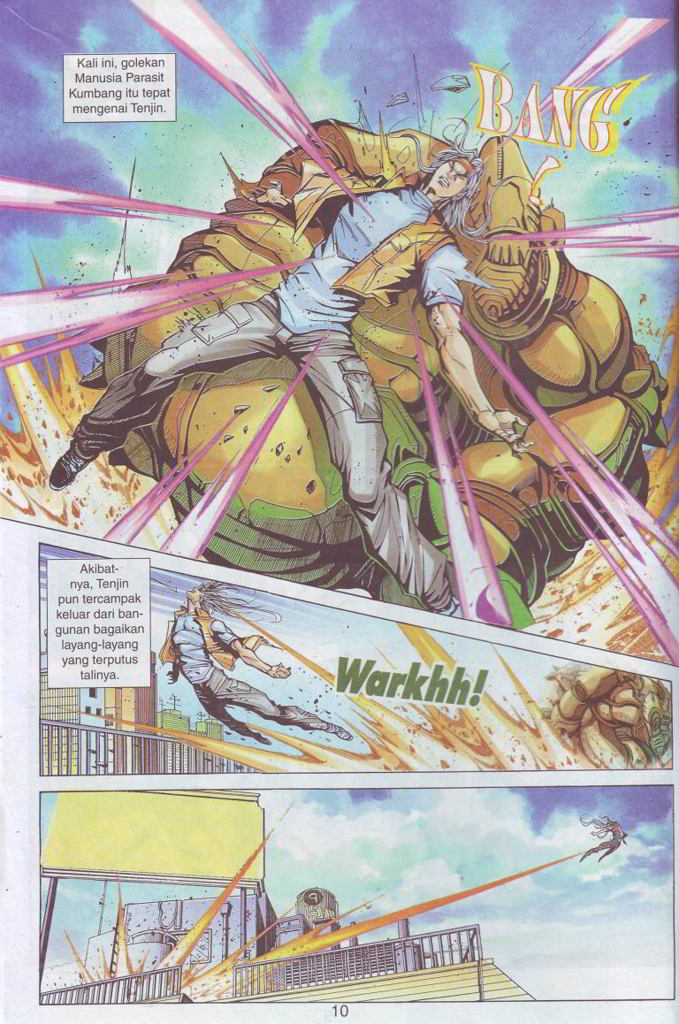 Kali ini, golekan
Manusia Parasit
Kumbang itu tepat
mengenai Tenjin.
BANG!
Akibat-
nya, Tenjin
pun tercampak
keluar dari ban-
gunan bagaikan
layang-layang
yang terputus
talinya.
Warkhh!
10